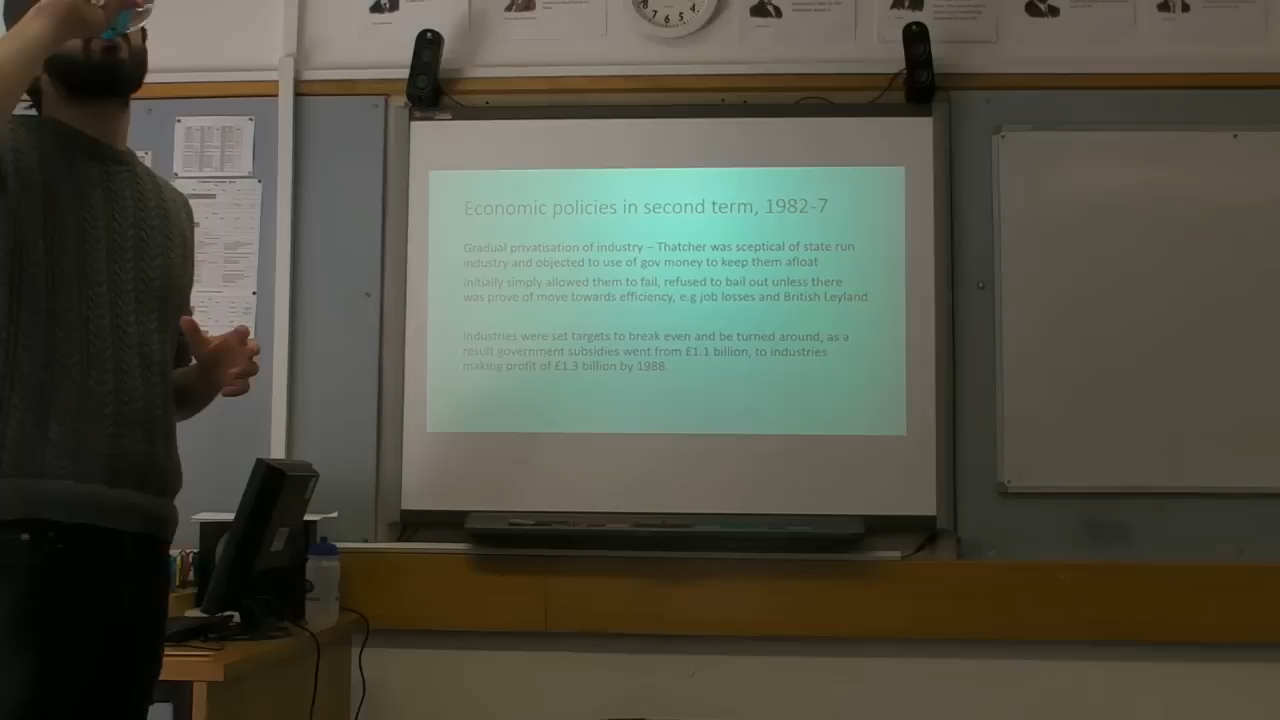 Economic policies in second term, 1982-7
Gradual privatisation of industry – Thatcher was sceptical of state run
industry and objected to use of gov money to keep them afloat
Initially simply allowed them to fail, refused to bail out unless there
was prove of move towards efficiency, e.g job losses and British Leyland
Industries were set targets to break even and be turned around, as a
result government subsidies went from £1.1 billion, to industries
making profit of £1.3 billion by 1988.
7 6 5